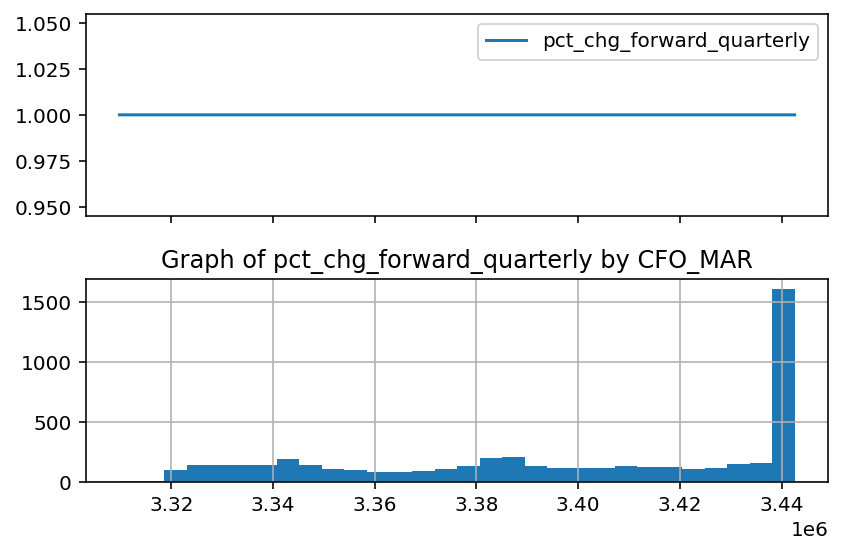 1.050
1.025
1.000
0.975
0.950
pct_chg_forward_quarterly
Graph of pct_chg_forward_quarterly by CFO_MAR
1500
1000
500
0
3.32 3.34 3.36 3.38 3.40 3.42 3.44
1e6